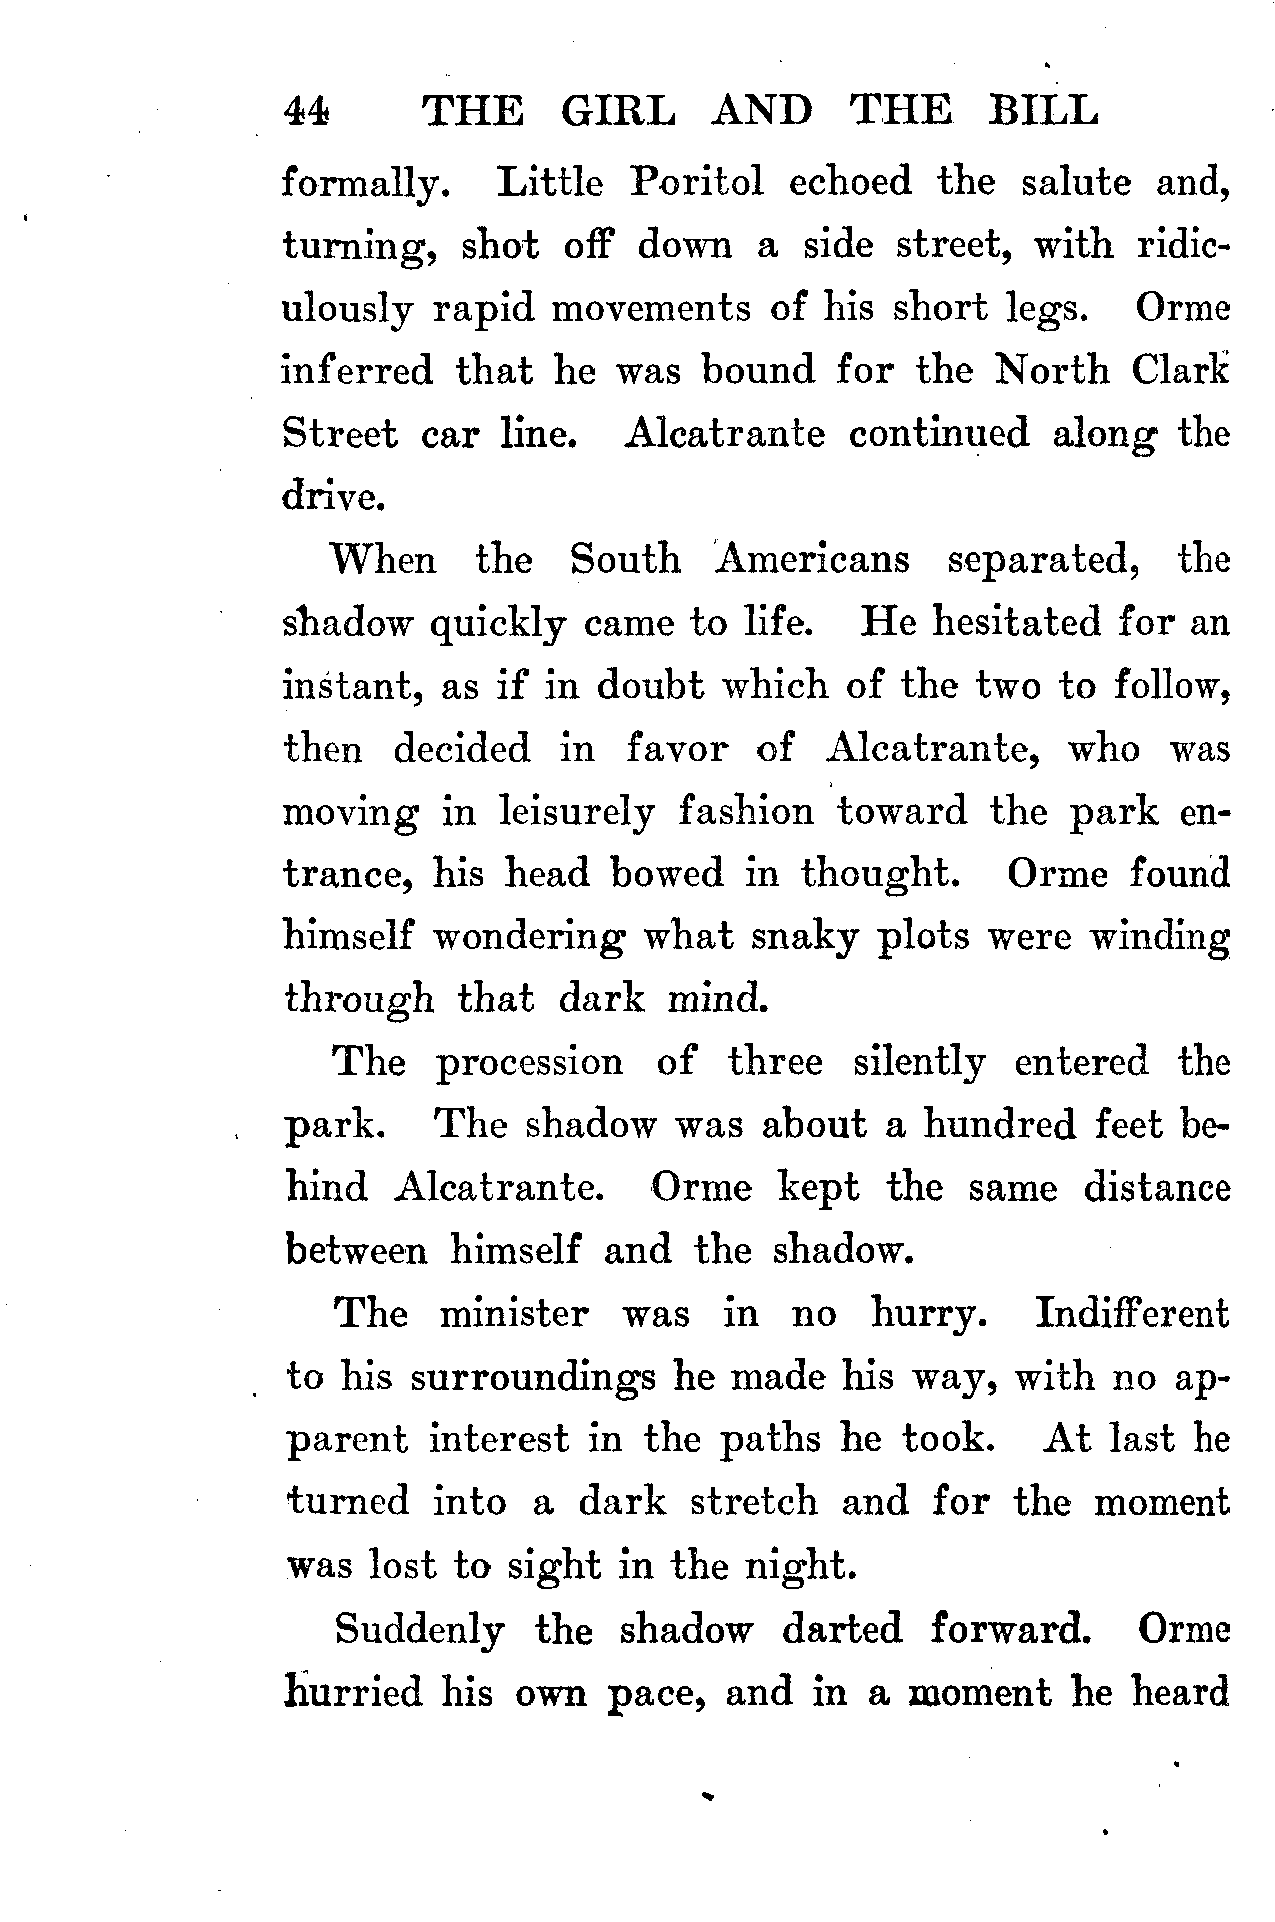 44 THE GIRL AND THE BILL
formally. Little Poritol echoed the salute and,
turning, shot off down a side street, with ridic-
ulously rapid movements of his short legs. Orme
inferred that he was bound for the North Clark
Street car line. Alcatrante continued along the
drive.
When the South Americans separated, the
shadow quickly came to life. He hesitated for an
instant, as if in doubt which of the two to follow,
then decided in favor of Alcatrante, who was
moving in leisurely fashion toward the park en-
trance, his head bowed in thought. Orme found
himself wondering what snaky plots were winding
through that dark mind.
The procession of three silently entered the
park. The shadow was about a hundred feet be-
hind Alcatrante. Orme kept the same distance
between himself and the shadow.
The minister was in no hurry. Indifferent
to his surroundings he made his way, with no ap-
parent interest in the paths he took. At last he
turned into a dark stretch and for the moment
was lost to sight in the night.
Suddenly the shadow darted forward. Orme
hurried his own pace, and in a moment he heard